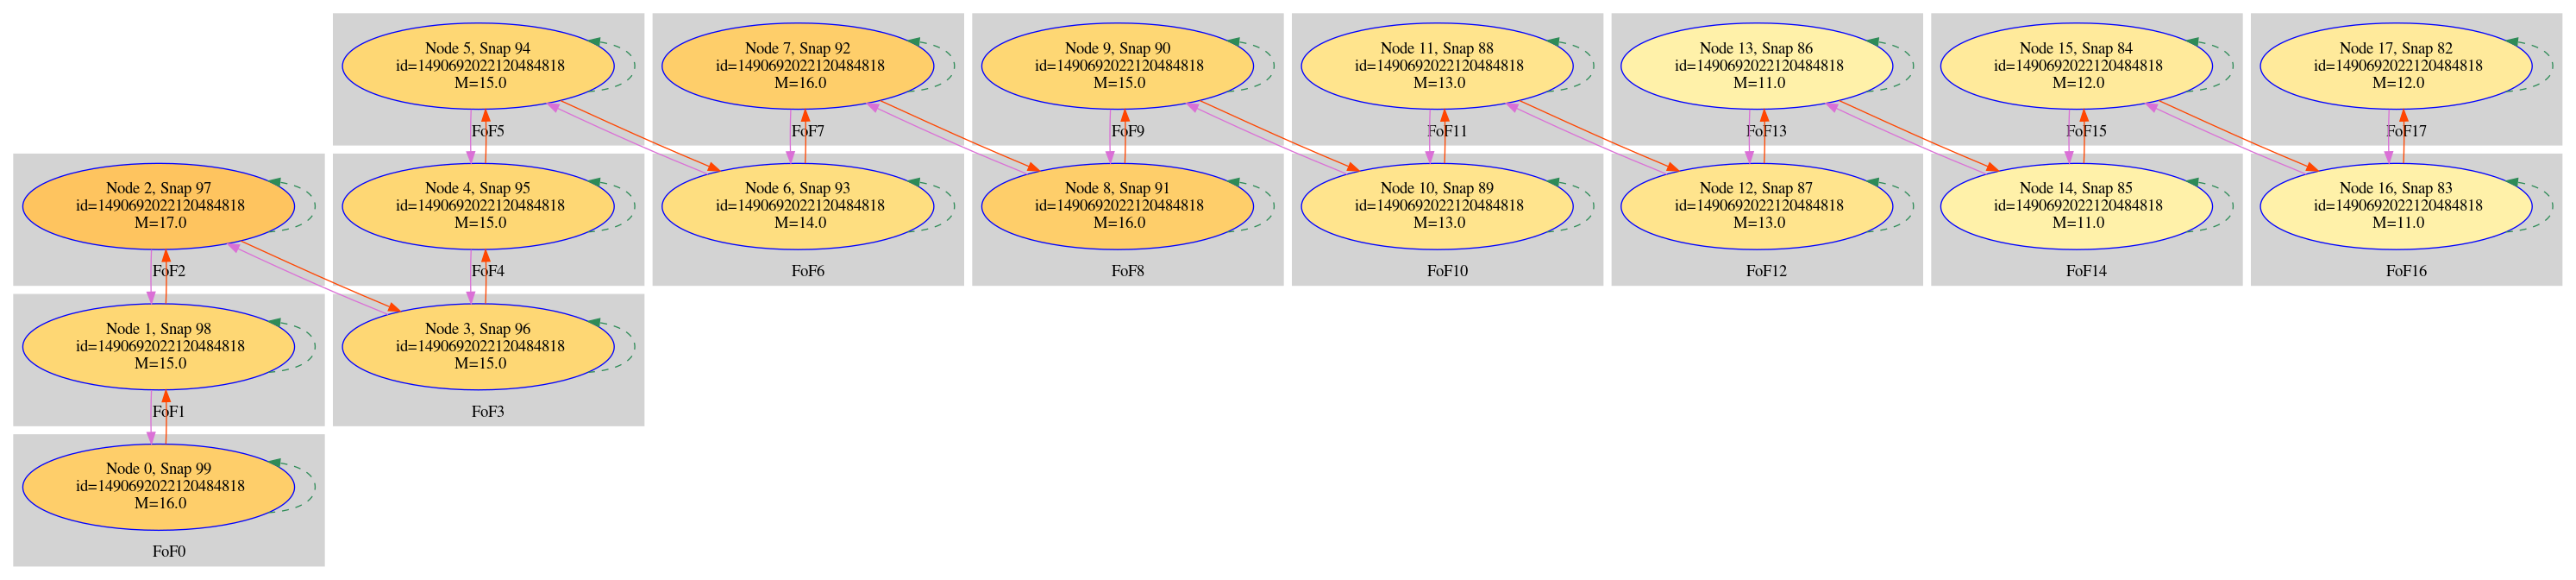 Node 5, Snap 94
id=1490692022120484818
M=15.0
FoF5
Node 7, Snap 92
id=1490692022120484818
M=16.0
FoF7
Node 9, Snap 90
id=1490692022120484818
M=15.0
FoF9
Node 11, Snap 88
id=1490692022120484818
M=13.0
FoF11
Node 13, Snap 86
id=1490692022120484818
M=11.0
FoF13
Node 15, Snap 84
id=1490692022120484818
M=12.0
FoF15
Node 17, Snap 82
id=1490692022120484818
M=12.0
FoF17
Node 2, Snap 97
id=1490692022120484818
M=17.0
FoF2
Node 4, Snap 95
id=1490692022120484818
M=15.0
FoF4
Node 6, Snap 93
id=1490692022120484818
M=14.0
FoF6
Node 8, Snap 91
id=1490692022120484818
M=16.0
FoF8
Node 10, Snap 89
id=1490692022120484818
M=13.0
FoF10
Node 12, Snap 87
id=1490692022120484818
M=13.0
FoF12
Node 14, Snap 85
id=1490692022120484818
M=11.0
FoF14
Node 16, Snap 83
id=1490692022120484818
M=11.0
FoF16
Node 1, Snap 98
id=1490692022120484818
M=15.0
FoF1
Node 3, Snap 96
id=1490692022120484818
M=15.0
FoF3
Node 0, Snap 99
id=1490692022120484818
M=16.0
FoF0